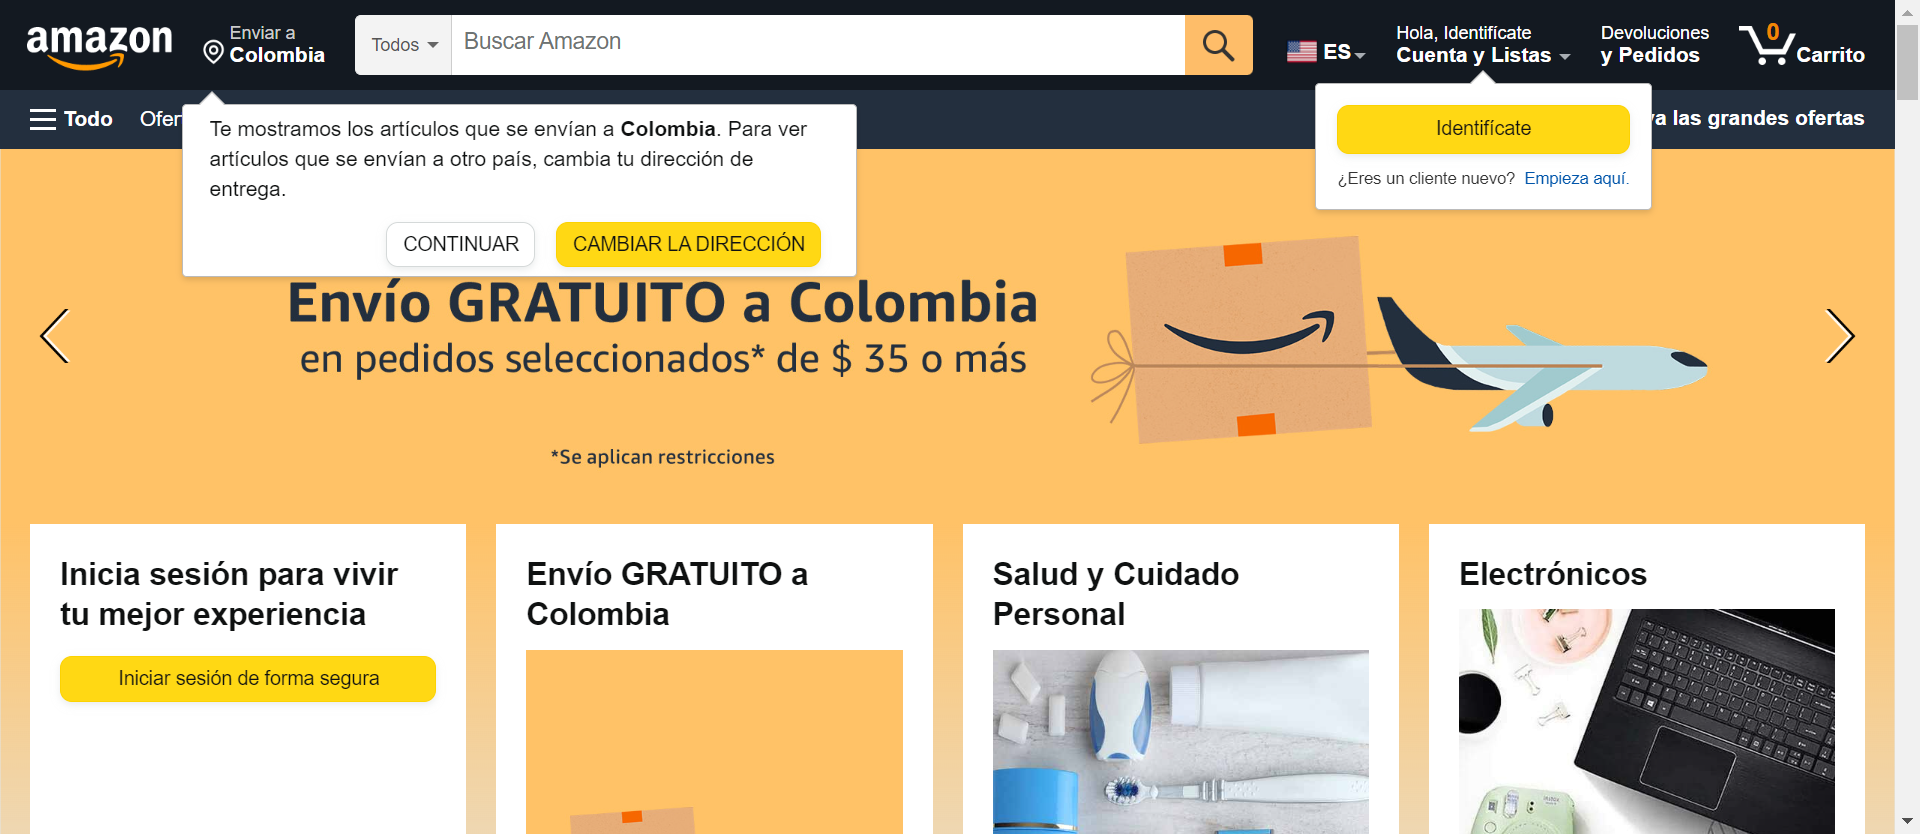 amazon
Enviar a
Colombia
Todos
Buscar Amazon
ES
Hola, Identifícate
Cuenta y Listas
Devoluciones
y Pedidos
0
Carrito
Todo
Ofer
va las grandes ofertas
Te mostramos los artículos que se envían a Colombia. Para ver
artículos que se envían a otro país, cambia tu dirección de
entrega.
CONTINUAR
CAMBIAR LA DIRECCIÓN
Identifícate
¿Eres un cliente nuevo? Empieza aquí.
Envío GRATUITO a Colombia
en pedidos seleccionados* de $ 35 o más
*Se aplican restricciones
Inicia sesión para vivir
tu mejor experiencia
Iniciar sesión de forma segura
Envío GRATUITO a
Colombia
Salud y Cuidado
Personal
Electrónicos